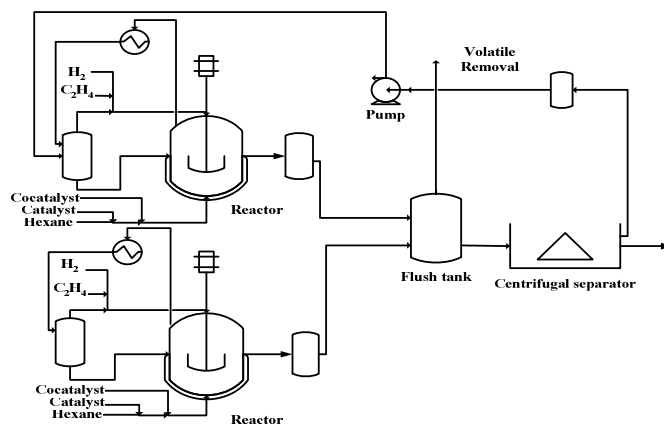 Volatile
Removal
H₂
C₂H₄
Pump
Cocatalyst
Catalyst
Hexane
Reactor
Flush tank
Centrifugal separator
H₂
C₂H₄
Cocatalyst
Catalyst
Hexane
Reactor